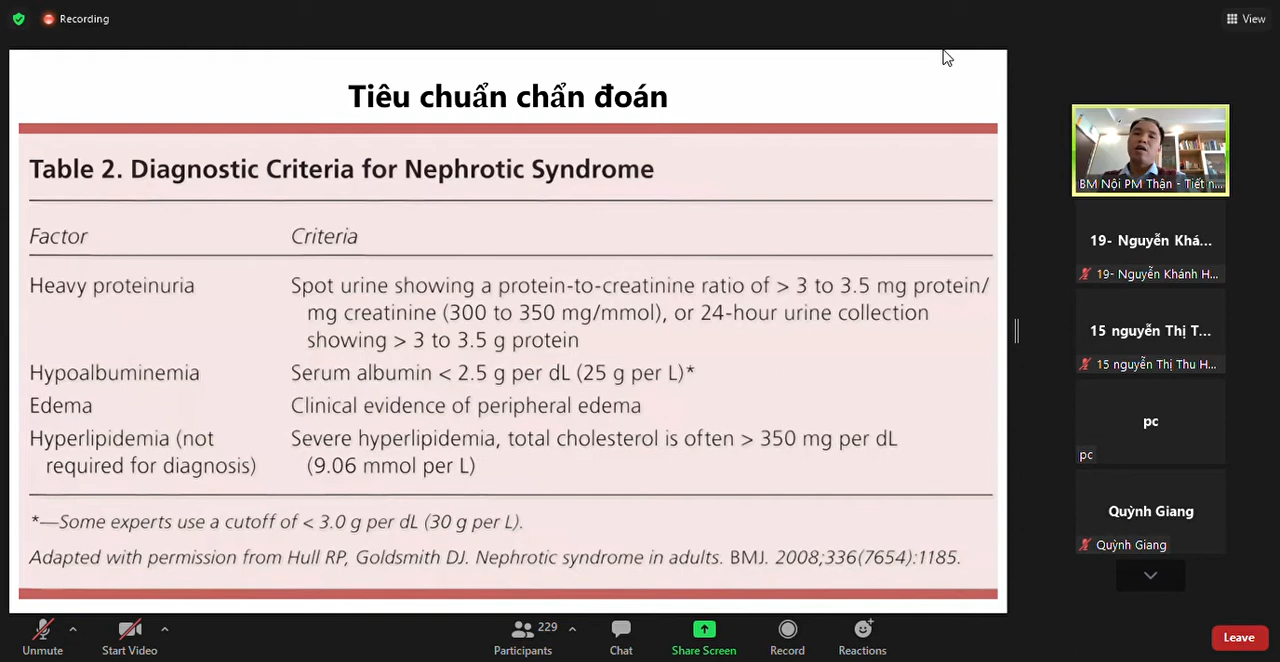 Recording
View
Tiêu chuẩn chẩn đoán
Table 2. Diagnostic Criteria for Nephrotic Syndrome
Factor Criteria
Heavy proteinuria Spot urine showing a protein-to-creatinine ratio of > 3 to 3.5 mg protein/
mg creatinine (300 to 350 mg/mmol), or 24-hour urine collection
showing > 3 to 3.5 g protein
Hypoalbuminemia Serum albumin < 2.5 g per dL (25 g per L)*
Edema Clinical evidence of peripheral edema
Hyperlipidemia (not Severe hyperlipidemia, total cholesterol is often > 350 mg per dL
required for diagnosis) (9.06 mmol per L)
*—Some experts use a cutoff of < 3.0 g per dL (30 g per L).
Adapted with permission from Hull RP, Goldsmith DJ. Nephrotic syndrome in adults. BMJ. 2008;336(7654):1185.
BM Nội PM Thận - Tiết n...
19- Nguyễn Khá...
19- Nguyễn Khánh H...
15 nguyễn Thị T...
15 nguyễn Thị Thu H...
pc
pc
Quỳnh Giang
Quỳnh Giang
Unmute
Start Video
229
Participants
Chat
Share Screen
Record
Reactions
Leave